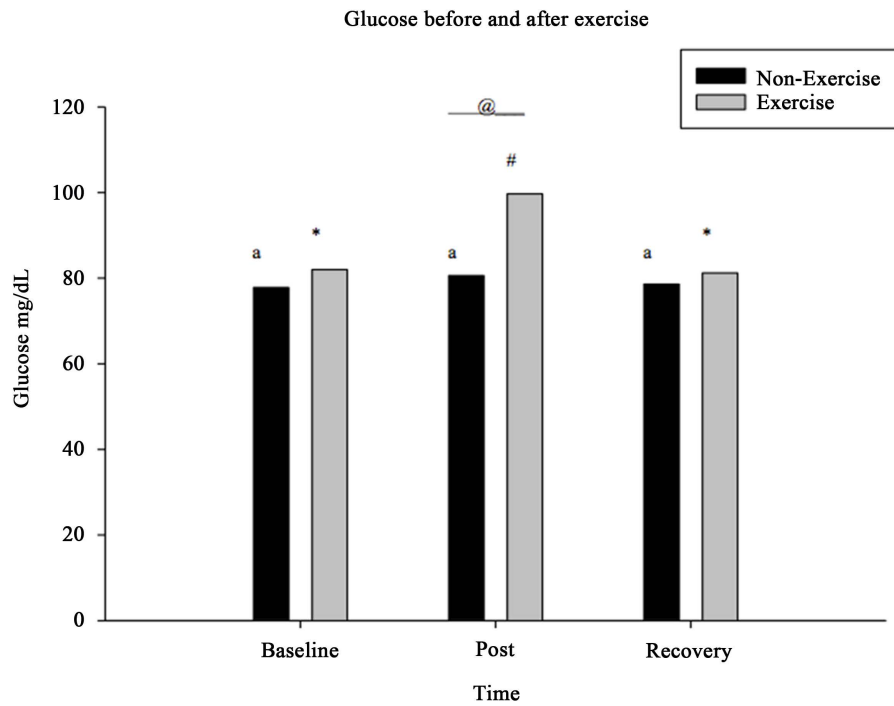 Glucose before and after exercise
Non-Exercise
Exercise
120
100
80
60
40
20
0
Glucose mg/dL
@
#
a
*
a
a
*
Baseline
Post
Recovery
Time